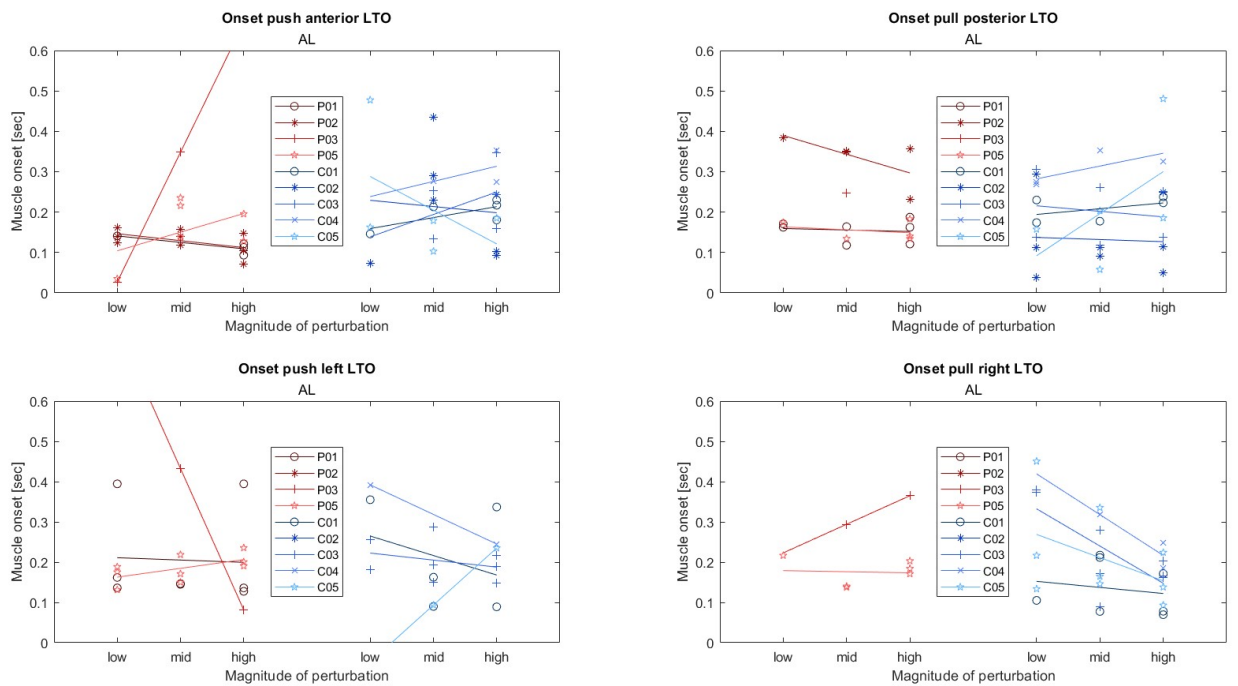 Onset push anterior LTO
AL
0.6
0.5
0.4
0.3
0.2
0.1
0
Muscle onset [sec]
P01
P02
P03
P05
C01
C02
C03
C04
C05
low mid high low mid high
Magnitude of perturbation
Onset pull posterior LTO
AL
0.6
0.5
0.4
0.3
0.2
0.1
0
Muscle onset [sec]
P01
P02
P03
P05
C01
C02
C03
C04
C05
low mid high low mid high
Magnitude of perturbation
Onset push left LTO
AL
0.6
0.5
0.4
0.3
0.2
0.1
0
Muscle onset [sec]
P01
P02
P03
P05
C01
C02
C03
C04
C05
low mid high low mid high
Magnitude of perturbation
Onset pull right LTO
AL
0.6
0.5
0.4
0.3
0.2
0.1
0
Muscle onset [sec]
P01
P02
P03
P05
C01
C02
C03
C04
C05
low mid high low mid high
Magnitude of perturbation